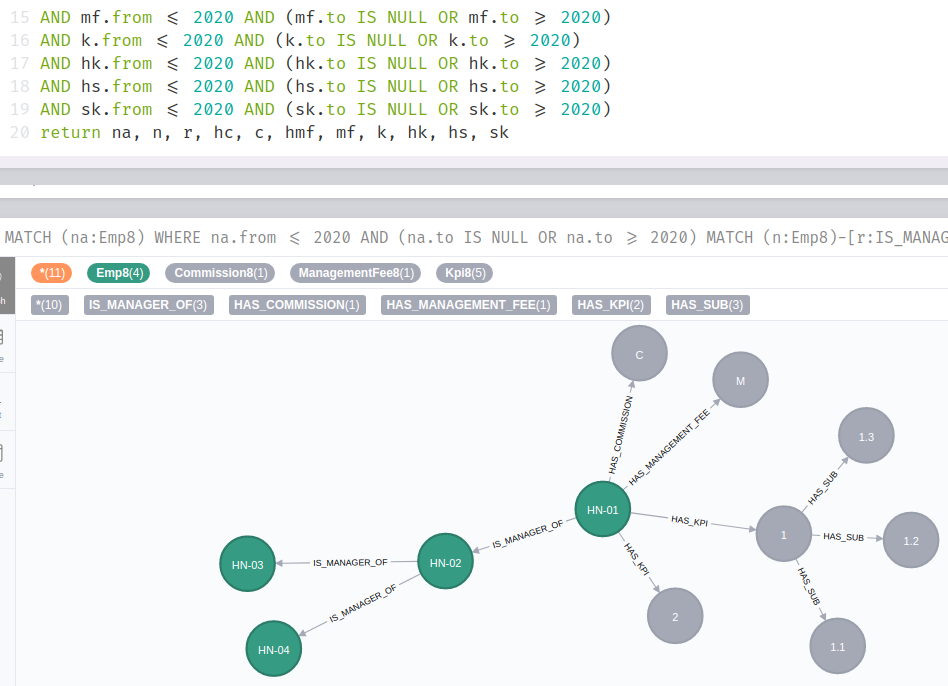 15 AND mf.from ⩽ 2020 AND (mf.to IS NULL OR mf.to ⩾ 2020)
16 AND k.from ⩽ 2020 AND (k.to IS NULL OR k.to ⩾ 2020)
17 AND hk.from ⩽ 2020 AND (hk.to IS NULL OR hk.to ⩾ 2020)
18 AND hs.from ⩽ 2020 AND (hs.to IS NULL OR hs.to ⩾ 2020)
19 AND sk.from ⩽ 2020 AND (sk.to IS NULL OR sk.to ⩾ 2020)
20 return na, n, r, hc, c, hmf, mf, k, hk, hs, sk
MATCH (na:Emp8) WHERE na.from ⩽ 2020 AND (na.to IS NULL OR na.to ⩾ 2020) MATCH (n:Emp8)-[r:IS_MANAG
*(11) Emp8(4) Commission8(1) ManagementFee8(1) Kpi8(5)
*(10) IS_MANAGER_OF(3) HAS_COMMISSION(1) HAS_MANAGEMENT_FEE(1) HAS_KPI(2) HAS_SUB(3)
C
M
HAS_COMMISSION
HAS_MANAGEMENT_FEE
1.3
HAS_SUB
HN-01
HAS_KPI
1
HAS_SUB
1.2
IS_MANAGER_OF
HN-03
IS_MANAGER_OF
HN-02
HAS_KPI
HAS_SUB
IS_MANAGER_OF
2
HN-04
1.1